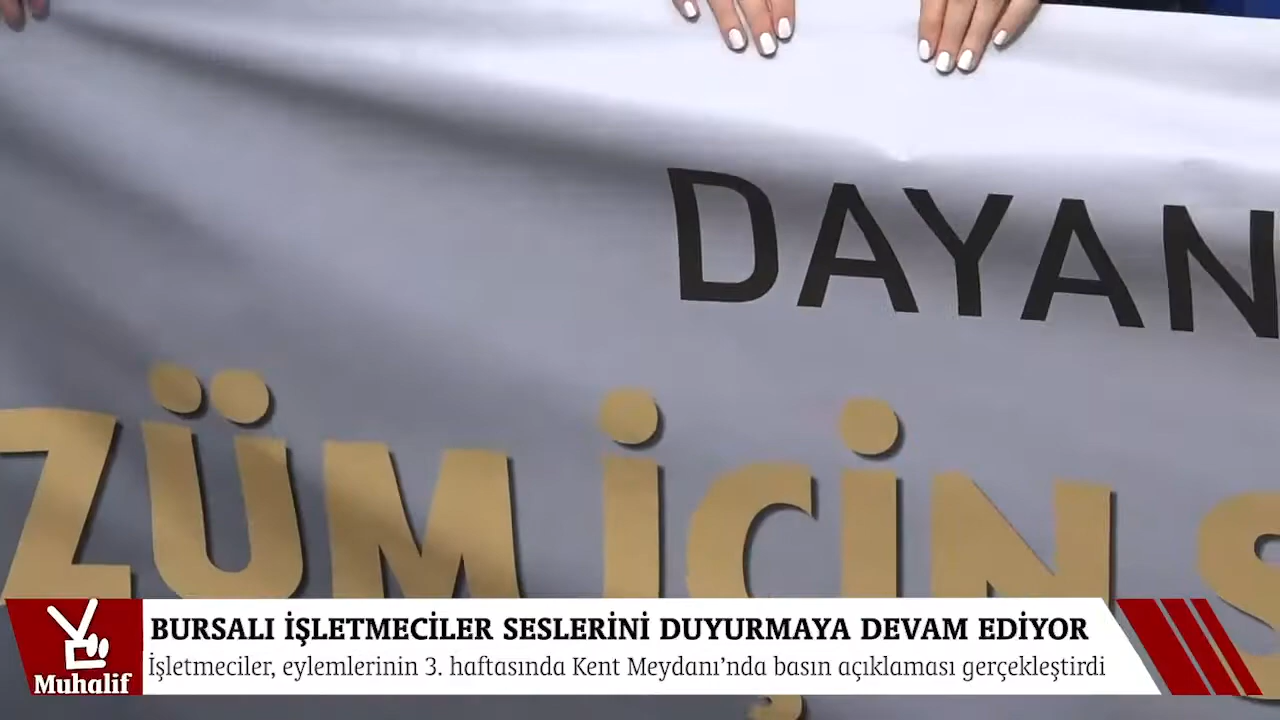 DAYAN
ZÜM İÇİN S
BURSALI İŞLETMECİLER SESLERİNİ DUYURMAYA DEVAM EDİYOR
İşletmeciler, eylemlerinin 3. haftasında Kent Meydanı'nda basın açıklaması gerçekleştirdi
Muhalif